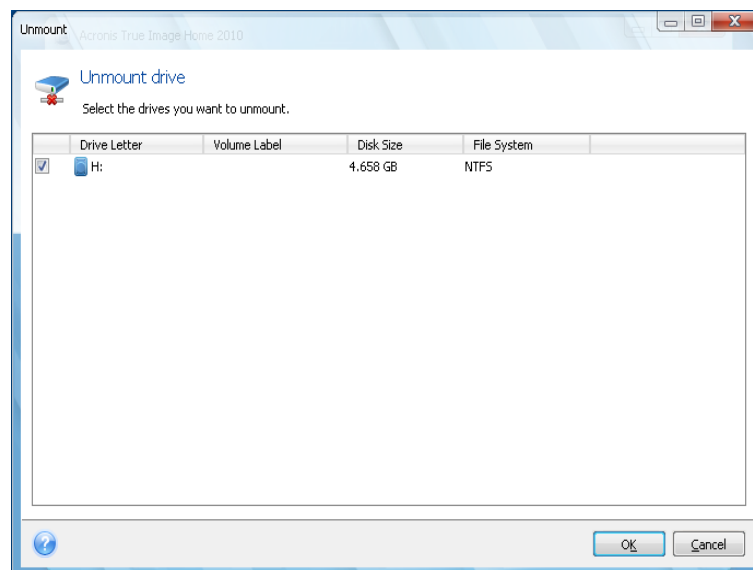 Unmount
Acronis True Image Home 2010
Unmount drive
Select the drives you want to unmount.
Drive Letter Volume Label Disk Size File System
H: 4.658 GB NTFS
OK Cancel